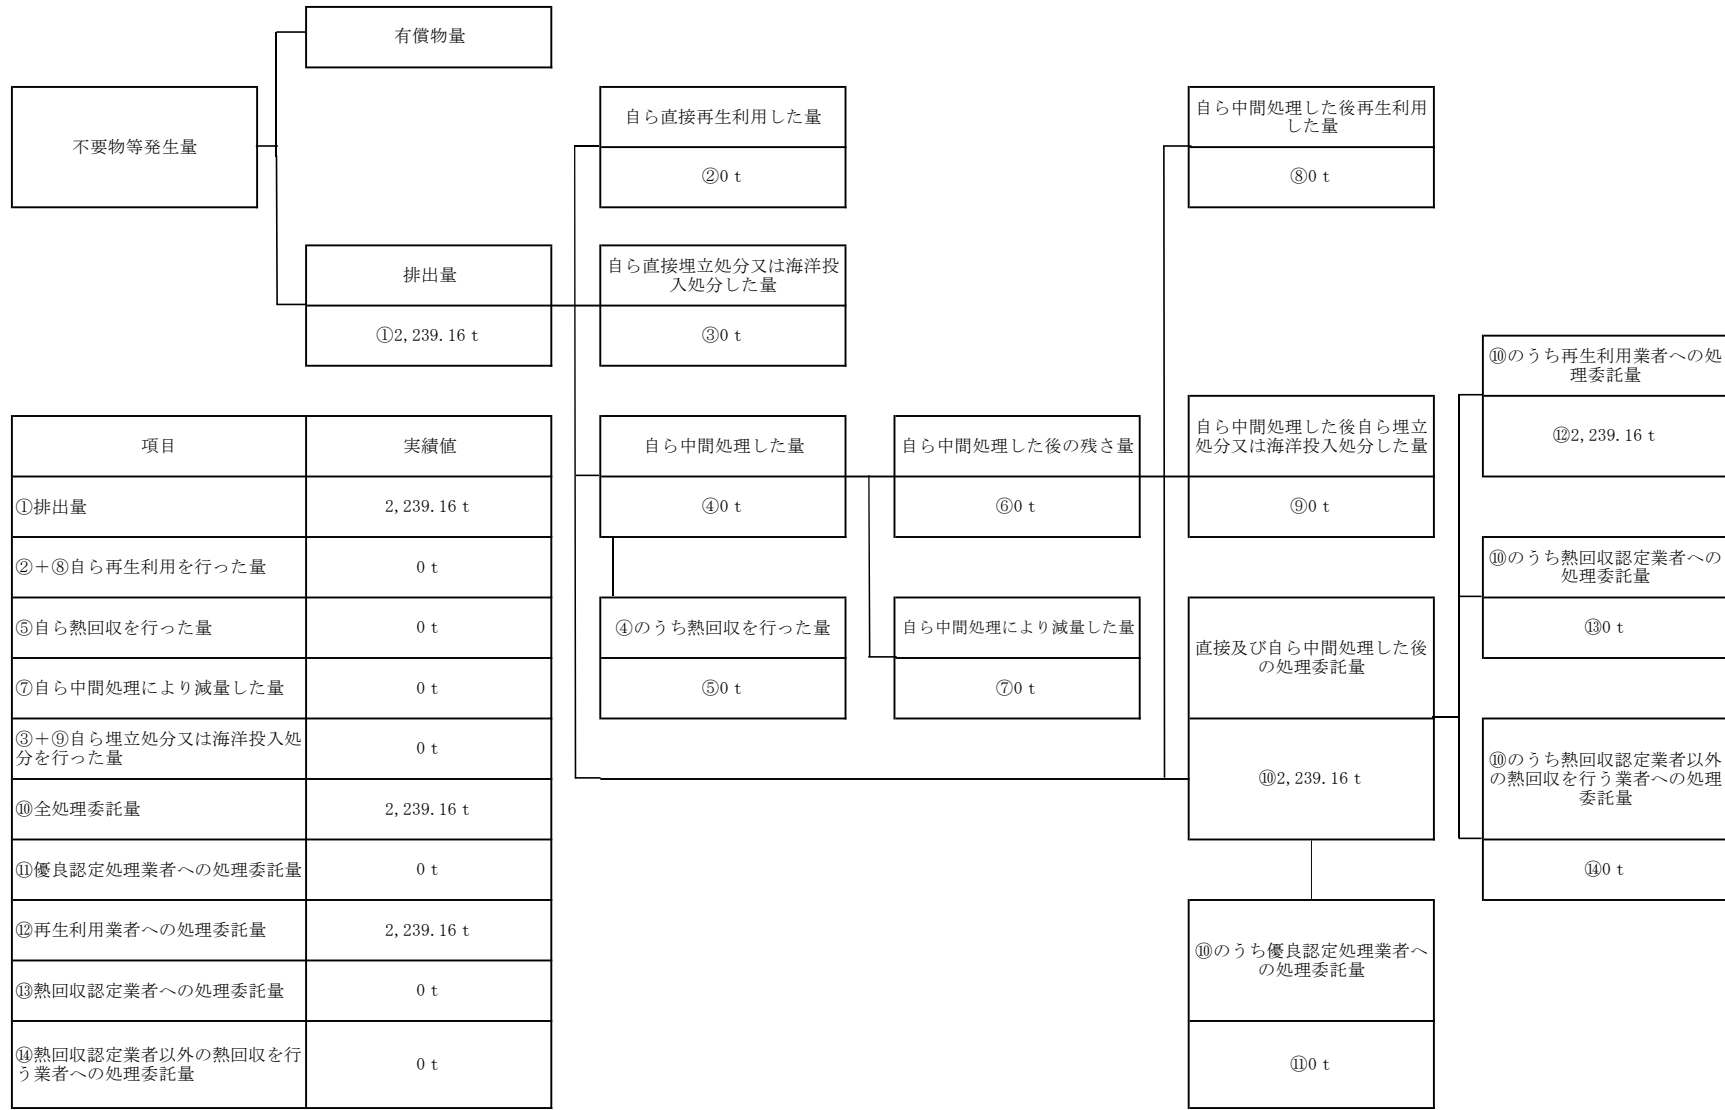 有償物量
不要物等発生量
自ら直接再生利用した量
②0 t
自ら中間処理した後再生利用
した量
⑧0 t
排出量
①2,239.16 t
自ら直接埋立処分又は海洋投
入処分した量
③0 t
⑩のうち再生利用業者への処
理委託量
⑫2,239.16 t
自ら中間処理した量
④0 t
自ら中間処理した後の残さ量
⑥0 t
自ら中間処理した後自ら埋立
処分又は海洋投入処分した量
⑨0 t
⑩のうち熱回収認定業者への
処理委託量
⑬0 t
④のうち熱回収を行った量
⑤0 t
自ら中間処理により減量した量
⑦0 t
直接及び自ら中間処理した後
の処理委託量
⑩2,239.16 t
⑩のうち熱回収認定業者以外
の熱回収を行う業者への処理
委託量
⑭0 t
⑩のうち優良認定処理業者へ
の処理委託量
⑪0 t
項目 実績値
①排出量 2,239.16 t
②＋⑧自ら再生利用を行った量 0 t
⑤自ら熱回収を行った量 0 t
⑦自ら中間処理により減量した量 0 t
③＋⑨自ら埋立処分又は海洋投入処
分を行った量 0 t
⑩全処理委託量 2,239.16 t
⑪優良認定処理業者への処理委託量 0 t
⑫再生利用業者への処理委託量 2,239.16 t
⑬熱回収認定業者への処理委託量 0 t
⑭熱回収認定業者以外の熱回収を行
う業者への処理委託量 0 t